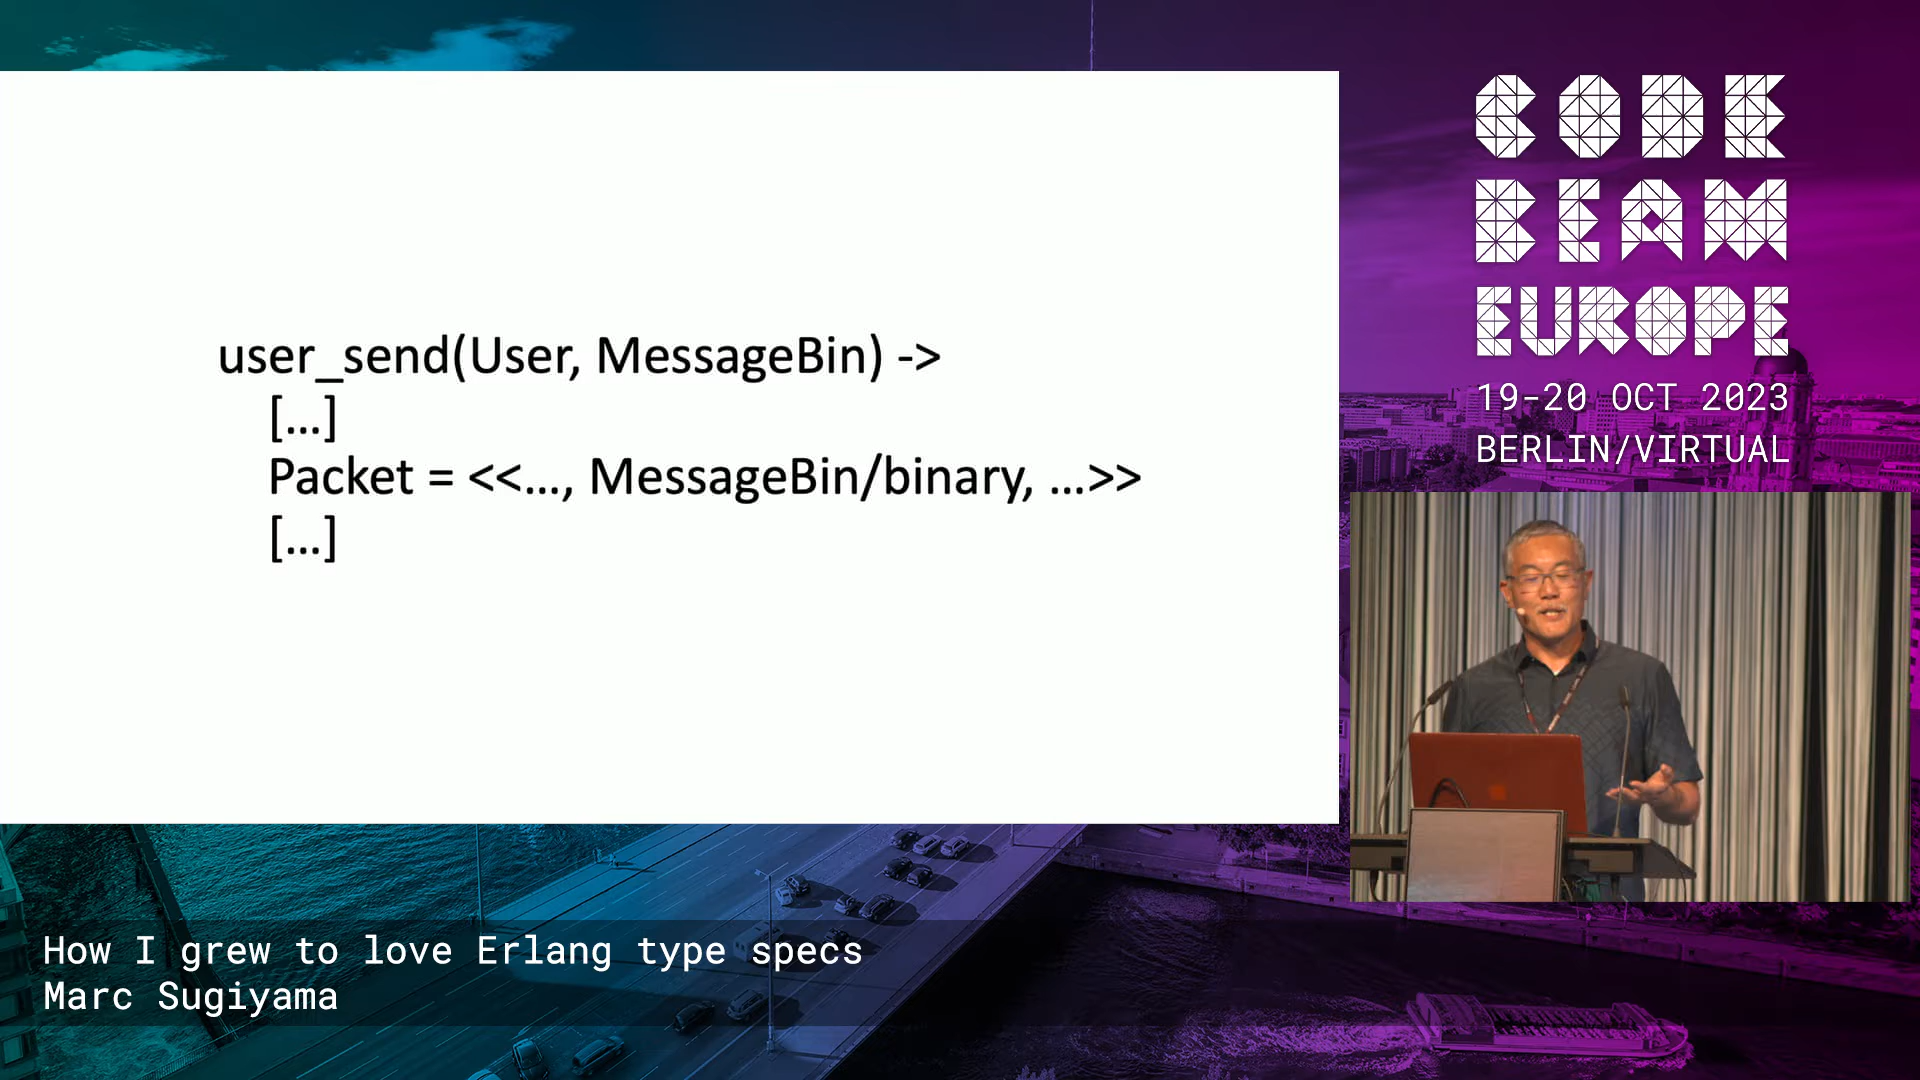 user_send(User, MessageBin) ->
[...]
Packet = <<..., MessageBin/binary, ...>>
[...]
CODE
BEAM
EUROPE
19-20 OCT 2023
BERLIN/VIRTUAL
How I grew to love Erlang type specs
Marc Sugiyama